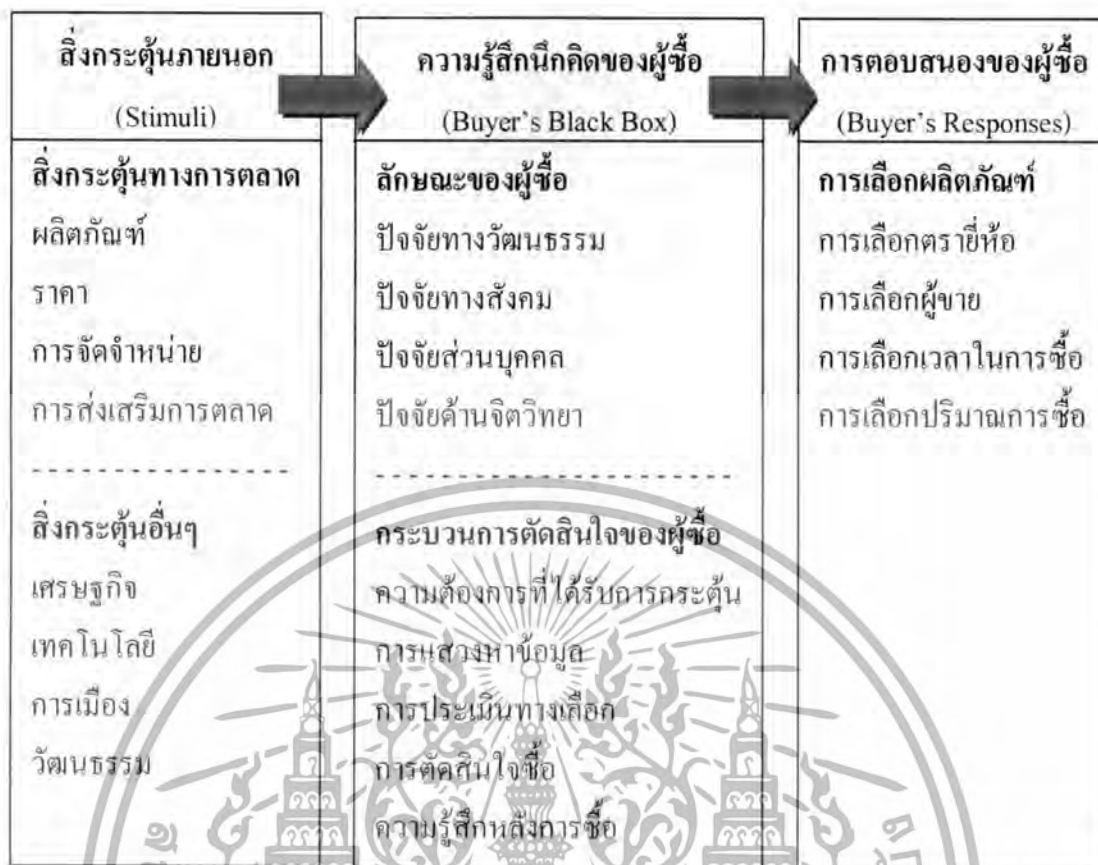 สิ่งกระตุ้นภายนอก
(Stimuli)
สิ่งกระตุ้นทางการตลาด
ผลิตภัณฑ์
ราคา
การจัดจำหน่าย
การส่งเสริมการตลาด
สิ่งกระตุ้นอื่นๆ
เศรษฐกิจ
เทคโนโลยี
การเมือง
วัฒนธรรม
ความรู้สึกนึกคิดของผู้ซื้อ
(Buyer's Black Box)
ลักษณะของผู้ซื้อ
ปัจจัยทางวัฒนธรรม
ปัจจัยทางสังคม
ปัจจัยส่วนบุคคล
ปัจจัยด้านจิตวิทยา
กระบวนการตัดสินใจของผู้ซื้อ
ความต้องการที่ได้รับการกระตุ้น
การแสวงหาข้อมูล
การประเมินทางเลือก
การตัดสินใจซื้อ
ความรู้สึกหลังการซื้อ
การตอบสนองของผู้ซื้อ
(Buyer's Responses)
การเลือกผลิตภัณฑ์
การเลือกตรายี่ห้อ
การเลือกผู้ขาย
การเลือกเวลาในการซื้อ
การเลือกปริมาณการซื้อ